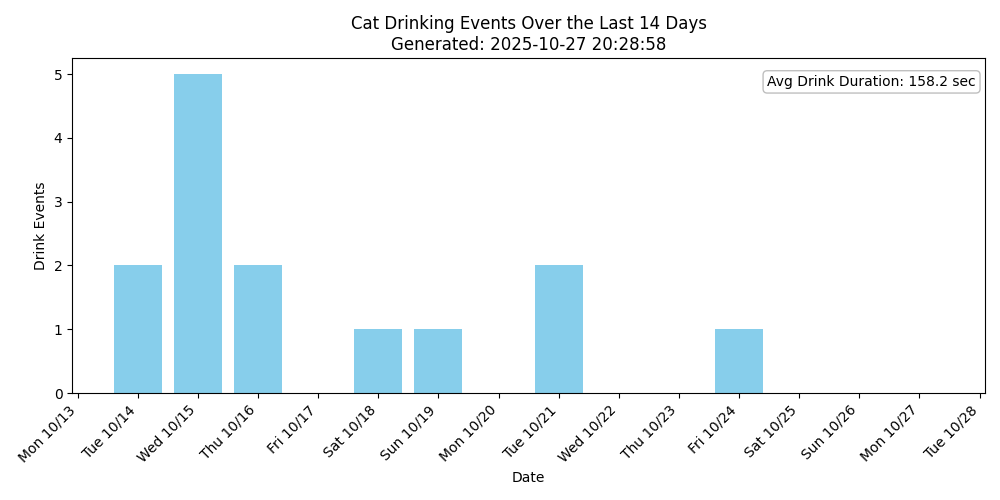 Cat Drinking Events Over the Last 14 Days
Generated: 2025-10-27 20:28:58
Avg Drink Duration: 158.2 sec
Drink Events
5
4
3
2
1
0
Mon 10/13
Tue 10/14
Wed 10/15
Thu 10/16
Fri 10/17
Sat 10/18
Sun 10/19
Mon 10/20
Tue 10/21
Wed 10/22
Thu 10/23
Fri 10/24
Sat 10/25
Sun 10/26
Mon 10/27
Tue 10/28
Date